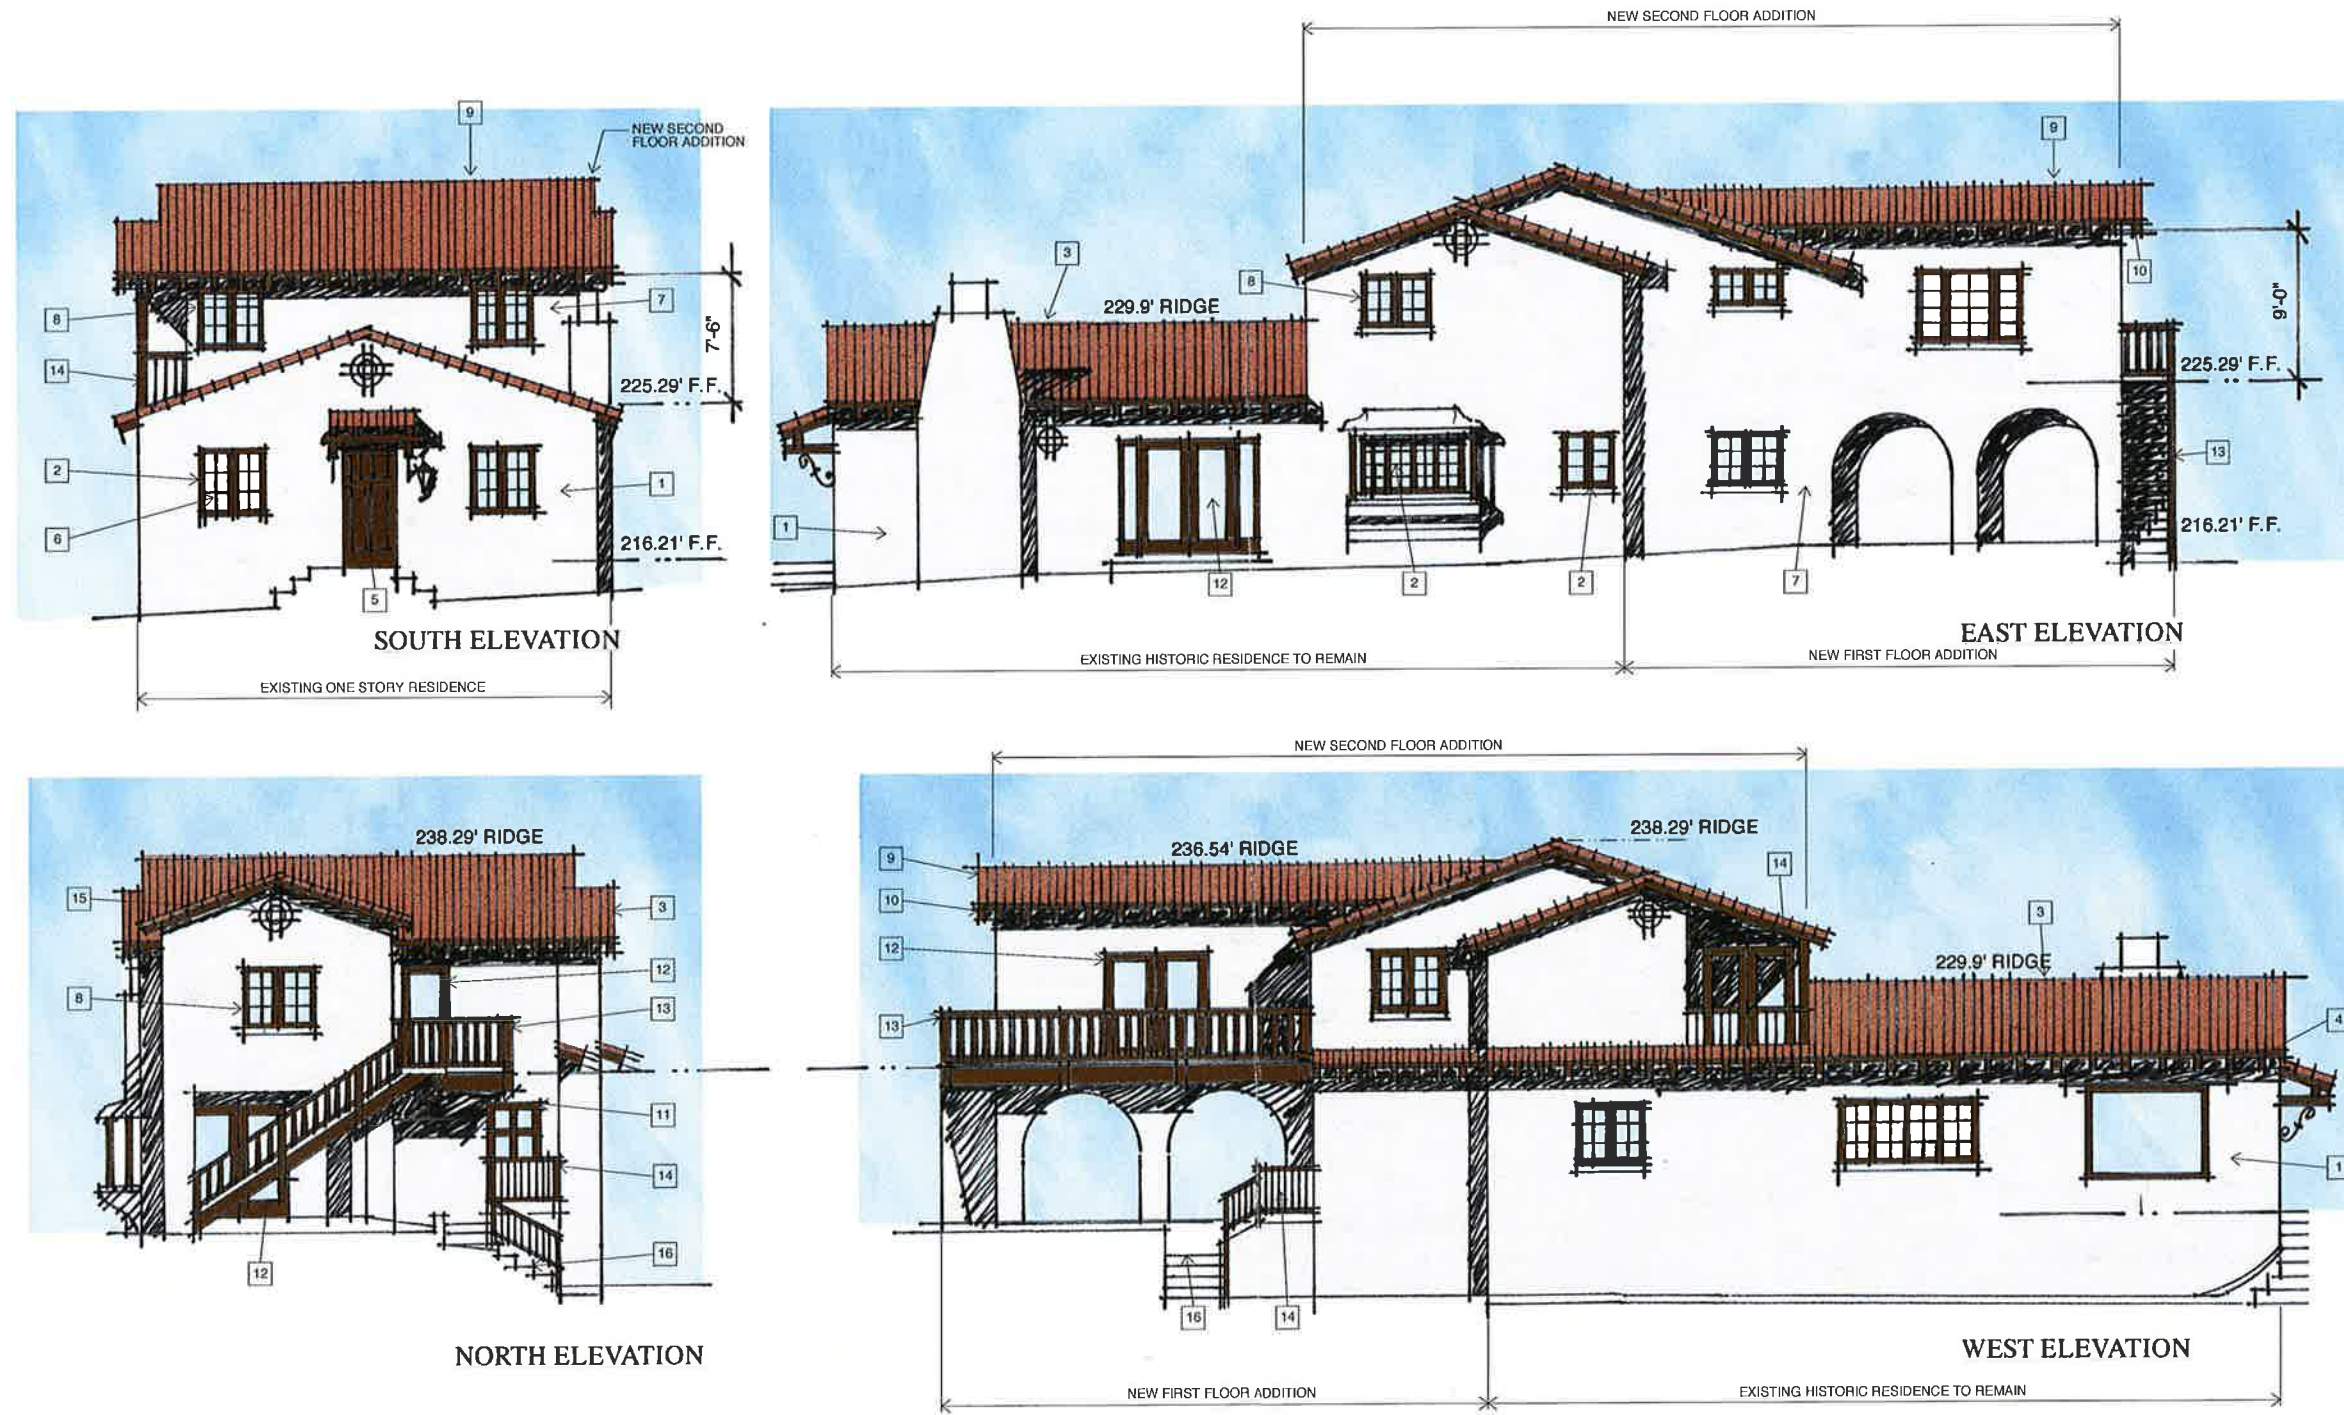 NEW SECOND FLOOR ADDITION
9
NEW SECOND
FLOOR ADDITION
8
7
7'-6"
14
225.29' F.F.
2
1
6
216.21' F.F.
5
SOUTH ELEVATION
EXISTING ONE STORY RESIDENCE
9
3
8
10
229.9' RIDGE
9'-0"
225.29' F.F.
13
1
216.21' F.F.
12
2
2
7
EAST ELEVATION
EXISTING HISTORIC RESIDENCE TO REMAIN
NEW FIRST FLOOR ADDITION
238.29' RIDGE
15
3
12
8
13
11
14
16
12
NORTH ELEVATION
NEW SECOND FLOOR ADDITION
238.29' RIDGE
236.54' RIDGE
9
14
10
3
12
229.9' RIDGE
13
4
1
16
14
WEST ELEVATION
NEW FIRST FLOOR ADDITION
EXISTING HISTORIC RESIDENCE TO REMAIN